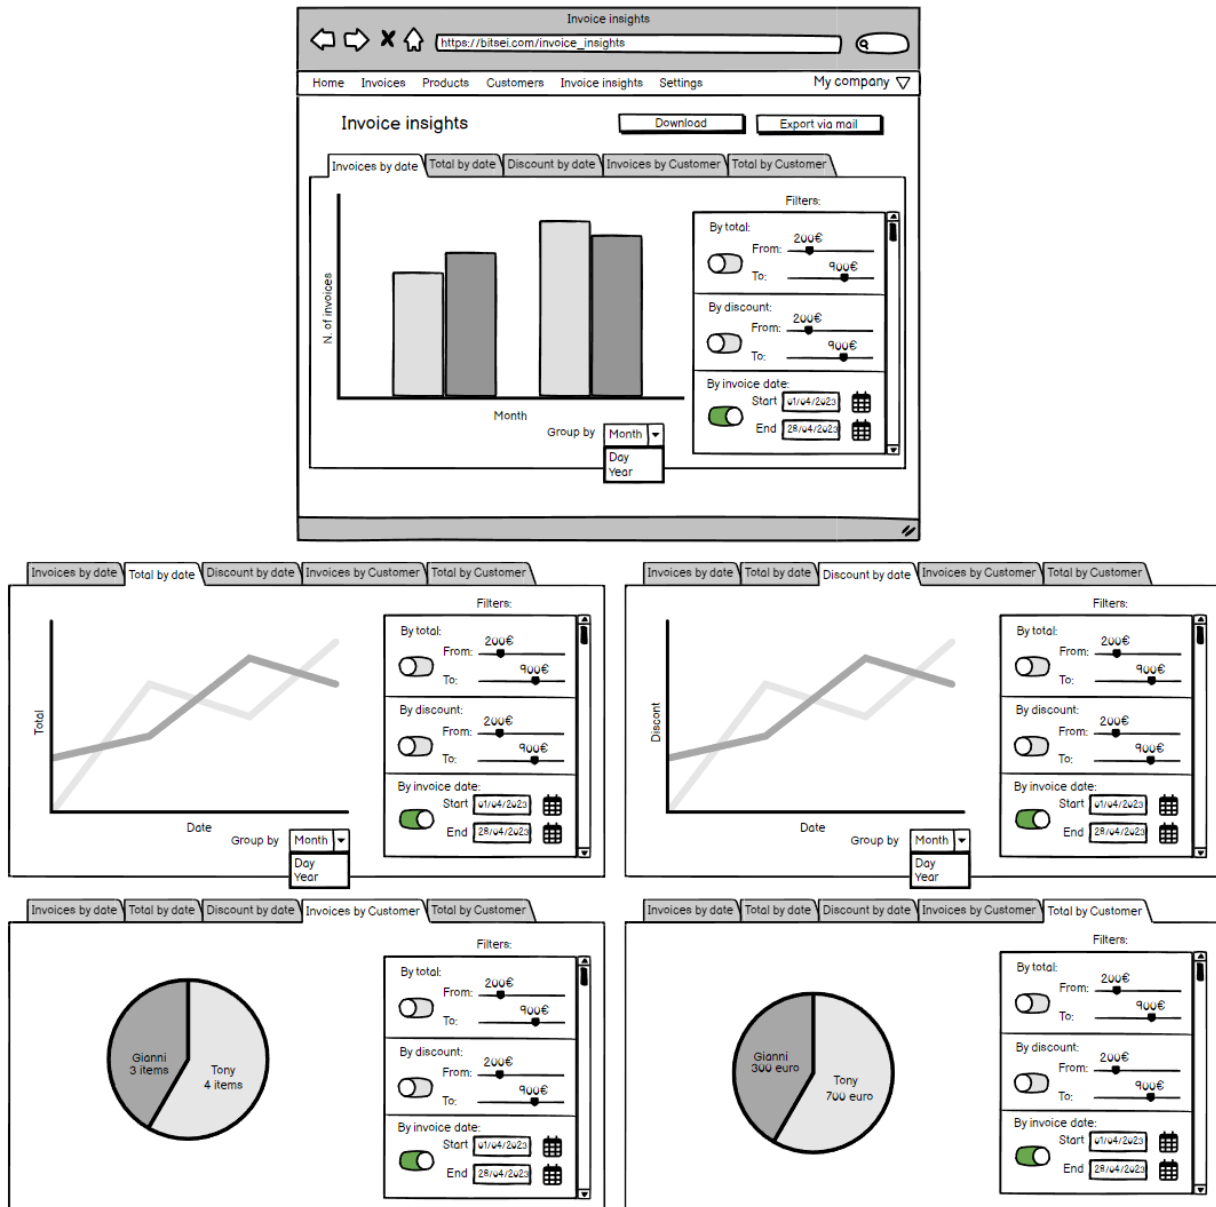 Invoice insights
https://bitsei.com/invoice_insights
Home Invoices Products Customers Invoice insights Settings My company
Invoice insights Download Export via mail
Invoices by date Total by date Discount by date Invoices by Customer Total by Customer
Filters:
By total:
200€
From:
900€
To:
By discount:
200€
From:
900€
To:
By invoice date:
Start 01/04/2023
End 28/04/2023
N. of invoices
Month
Group by Month
Day
Year
Invoices by date Total by date Discount by date Invoices by Customer Total by Customer
Filters:
By total:
200€
From:
900€
To:
By discount:
200€
From:
900€
To:
By invoice date:
Start 01/04/2023
End 28/04/2023
Total
Date
Group by Month
Day
Year
Invoices by date Total by date Discount by date Invoices by Customer Total by Customer
Filters:
By total:
200€
From:
900€
To:
By discount:
200€
From:
900€
To:
By invoice date:
Start 01/04/2023
End 28/04/2023
Discont
Date
Group by Month
Day
Year
Invoices by date Total by date Discount by date Invoices by Customer Total by Customer
Filters:
By total:
200€
From:
900€
To:
By discount:
200€
From:
900€
To:
By invoice date:
Start 01/04/2023
End 28/04/2023
Gianni
3 items
Tony
4 items
Invoices by date Total by date Discount by date Invoices by Customer Total by Customer
Filters:
By total:
200€
From:
900€
To:
By discount:
200€
From:
900€
To:
By invoice date:
Start 01/04/2023
End 28/04/2023
Gianni
300 euro
Tony
700 euro